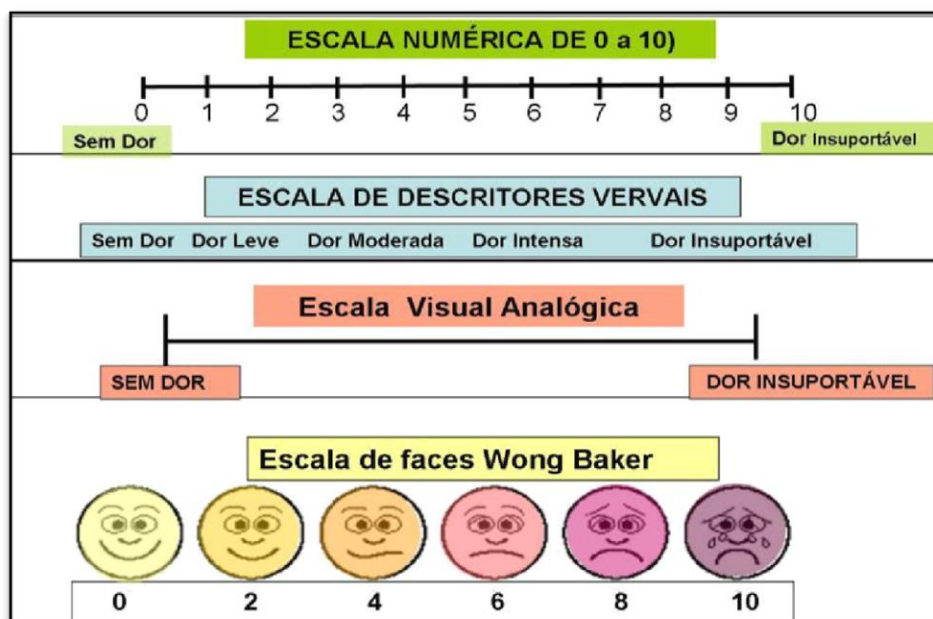 ESCALA NUMÉRICA DE 0 a 10)
0 1 2 3 4 5 6 7 8 9 10
Sem Dor Dor Insuportável
ESCALA DE DESCRITORES VERVAIS
Sem Dor Dor Leve Dor Moderada Dor Intensa Dor Insuportável
Escala Visual Analógica
SEM DOR DOR INSUPORTÁVEL
Escala de faces Wong Baker
0 2 4 6 8 10